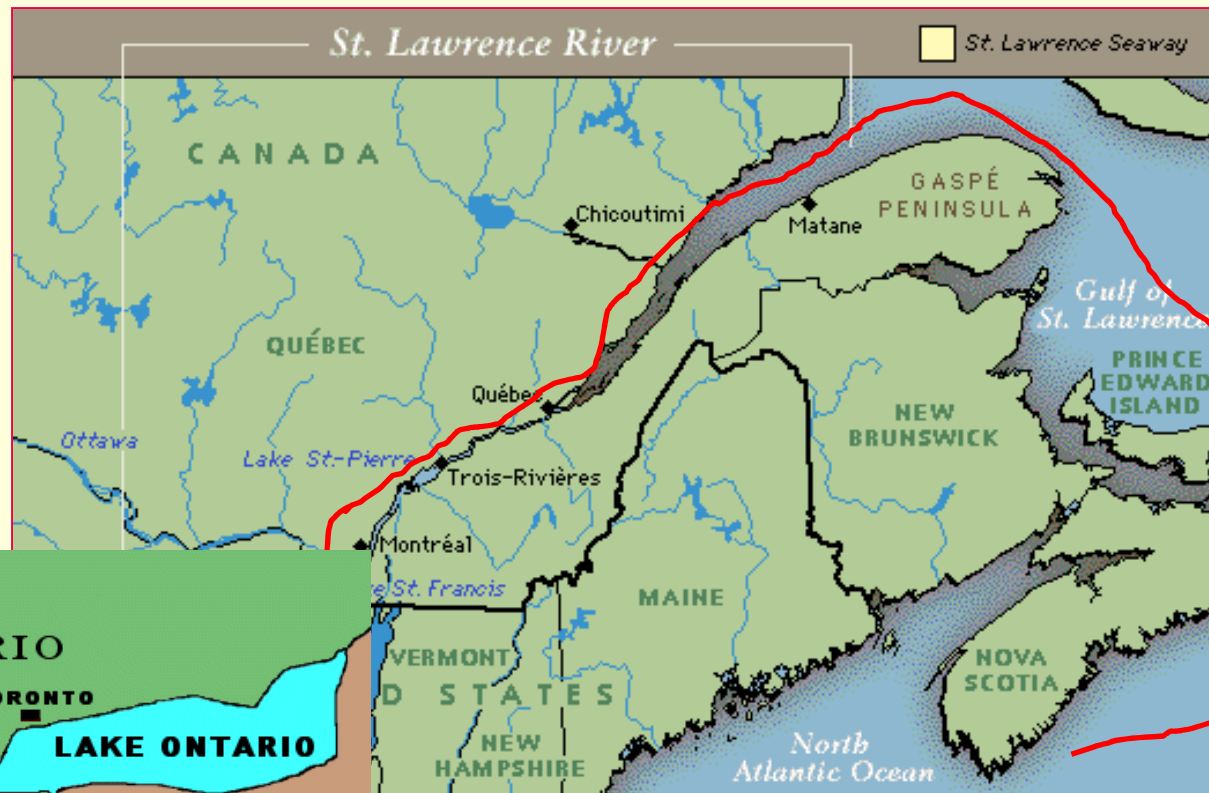 St. Lawrence River
St. Lawrence Seaway
CANADA
GASPÉ
PENINSULA
Chicoutimi
Matane
Gulf of
St. Lawrence
QUÉBEC
PRINCE
EDWARD
ISLAND
Québec
NEW
BRUNSWICK
Ottawa
Lake St.-Pierre
Trois-Rivières
Montréal
St. Francis
MAINE
RIO
VERMONT
NOVA
SCOTIA
ORONTO
D STATES
LAKE ONTARIO
NEW
HAMPSHIRE
North
Atlantic Ocean